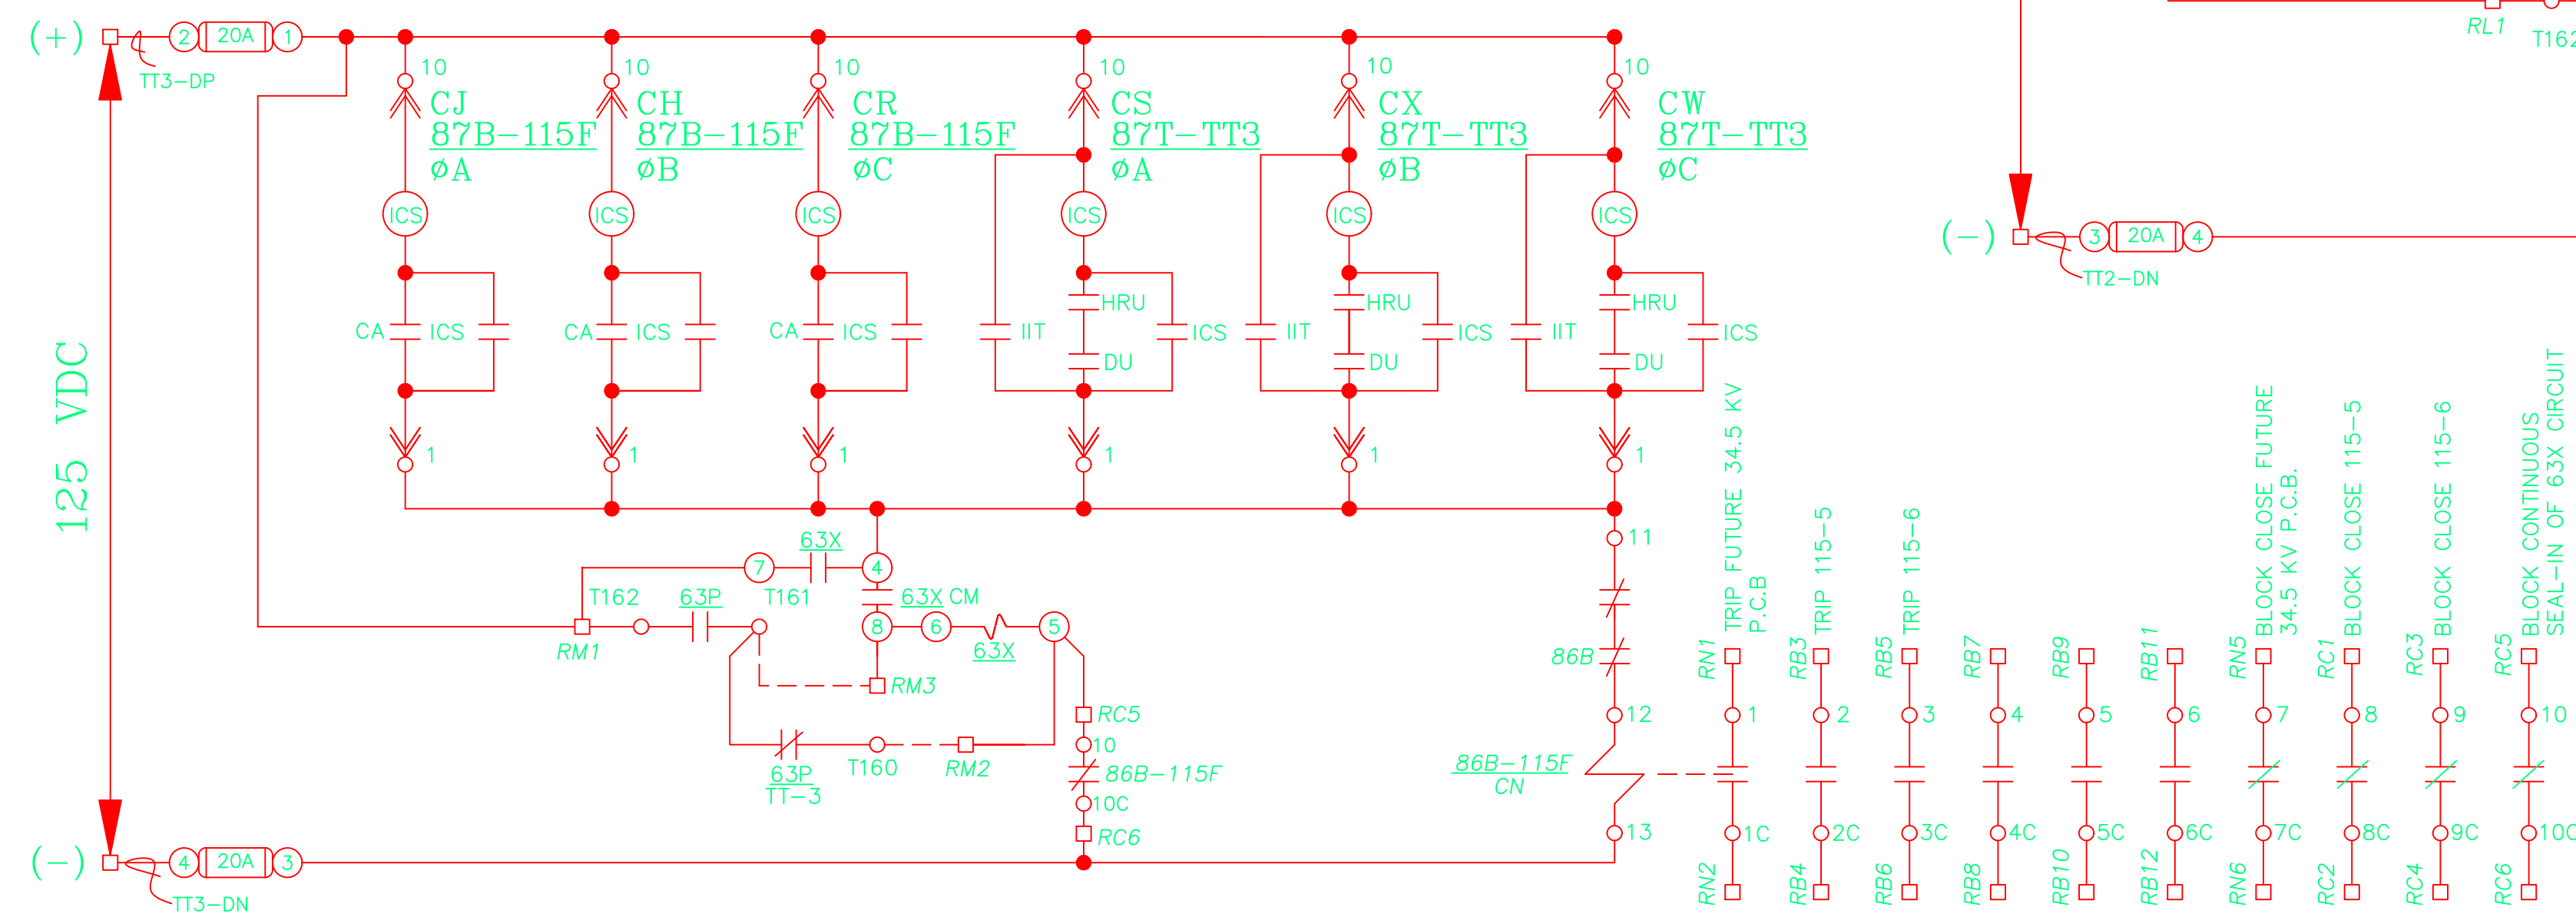 (+)
2
20A
1
TT3-DP
RL1
10
CJ
87B-115F
øA
10
CH
87B-115F
øB
10
CR
87B-115F
øC
10
CS
87T-TT3
øA
10
CX
87T-TT3
øB
10
CW
87T-TT3
øC
ICS
ICS
ICS
ICS
ICS
ICS
(-)
3
20A
4
TT2-DN
125 VDC
CA
ICS
CA
ICS
CA
ICS
IIT
HRU
DU
ICS
IIT
HRU
DU
ICS
IIT
HRU
DU
ICS
1
1
1
1
1
1
63X
7
4
T162
63P
T161
63X CM
8
6
5
63X
RM1
RM3
63P
TT-3
T160
RM2
RC5
10
86B-115F
10C
RC6
11
86B
12
86B-115F
CN
13
(-)
4
20A
3
TT3-DN
RN1
TRIP FUTURE 34.5 KV
P.C.B
1
1C
RN2
RB3
TRIP 115-5
2
2C
RB4
RB5
TRIP 115-6
3
3C
RB6
RB7
4
4C
RB8
RB9
5
5C
RB10
RB11
6
6C
RB12
RN5
BLOCK CLOSE FUTURE
34.5 KV P.C.B.
7
7C
RN6
RC1
BLOCK CLOSE 115-5
8
8C
RC2
RC3
BLOCK CLOSE 115-6
9
9C
RC4
RC5
BLOCK CONTINUOUS
SEAL-IN OF 63X CIRCUIT
10
10C
RC6